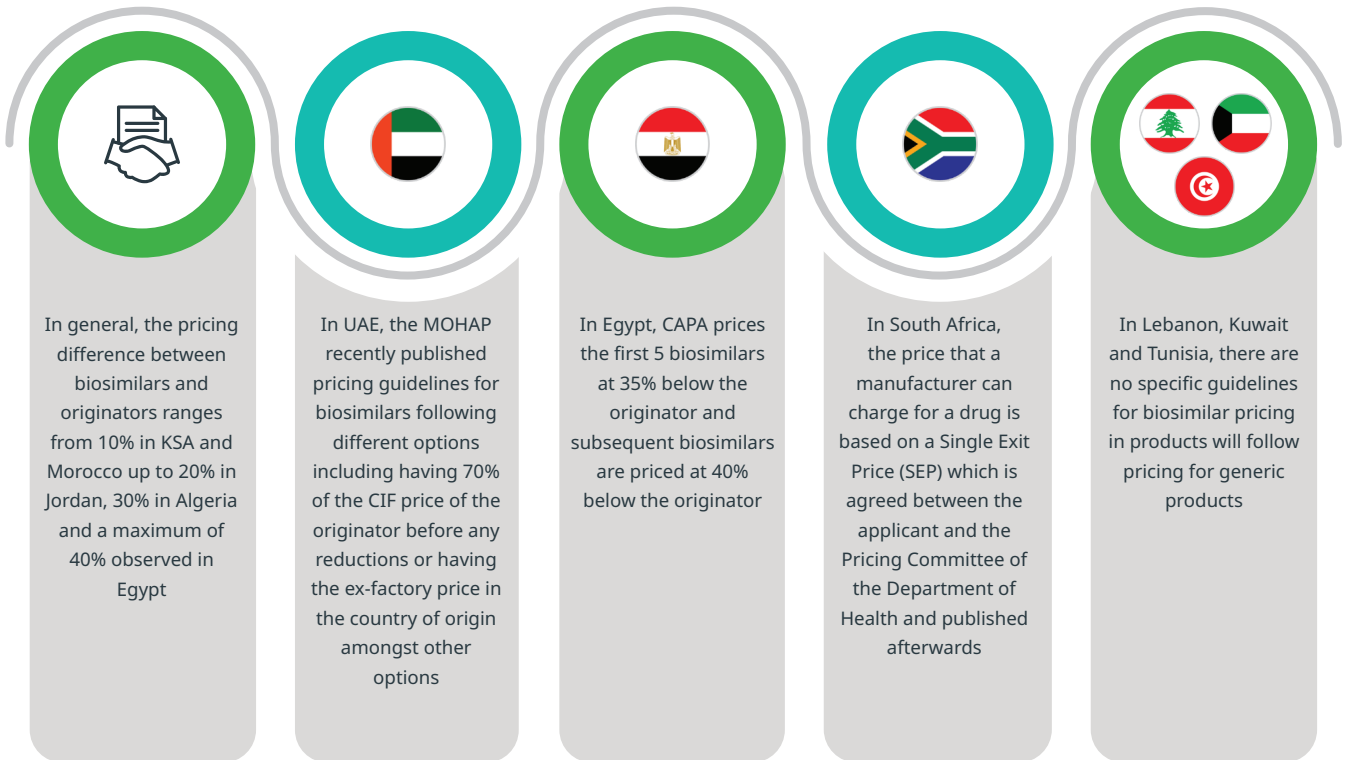 In general, the pricing
difference between
biosimilars and
originators ranges
from 10% in KSA and
Morocco up to 20% in
Jordan, 30% in Algeria
and a maximum of
40% observed in
Egypt
In UAE, the MOHAP
recently published
pricing guidelines for
biosimilars following
different options
including having 70%
of the CIF price of the
originator before any
reductions or having
the ex-factory price in
the country of origin
amongst other
options
In Egypt, CAPA prices
the first 5 biosimilars
at 35% below the
originator and
subsequent biosimilars
are priced at 40%
below the originator
In South Africa,
the price that a
manufacturer can
charge for a drug is
based on a Single Exit
Price (SEP) which is
agreed between the
applicant and the
Pricing Committee of
the Department of
Health and published
afterwards
In Lebanon, Kuwait
and Tunisia, there are
no specific guidelines
for biosimilar pricing
in products will follow
pricing for generic
products